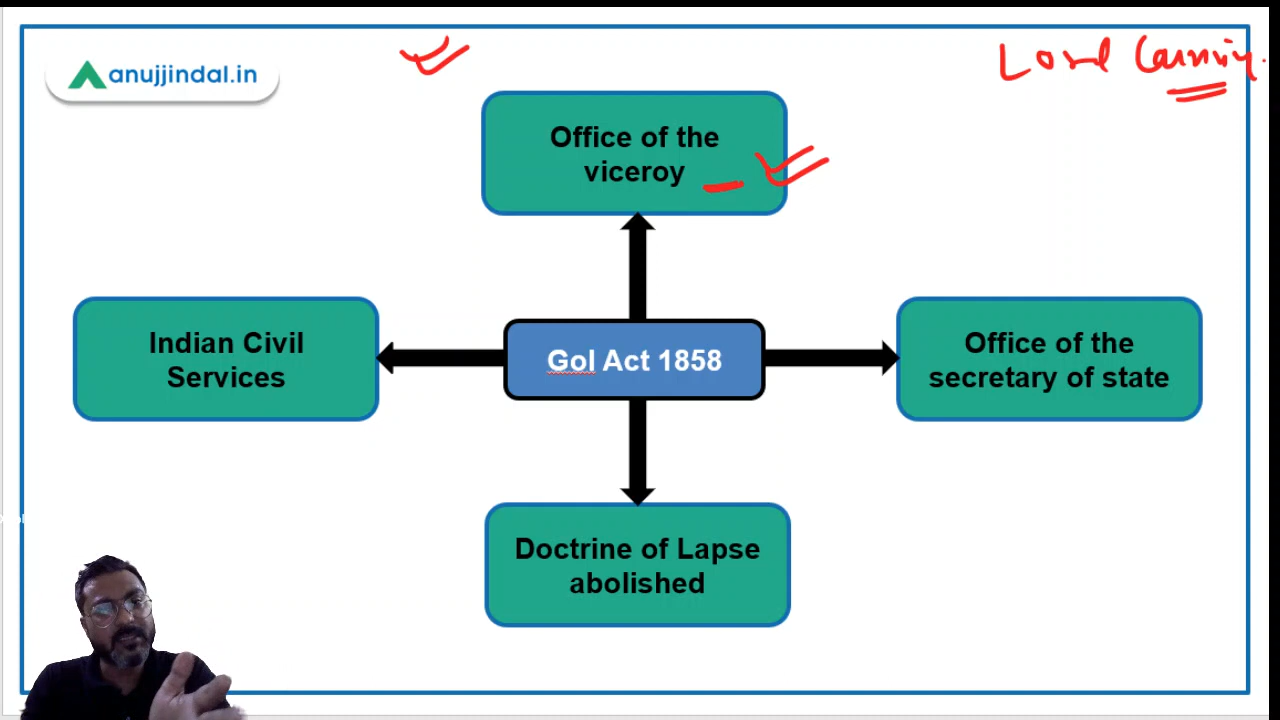 anujjindal.in
Lord Canning.
Office of the
viceroy
Indian Civil
Services
GoI Act 1858
Office of the
secretary of state
Doctrine of Lapse
abolished